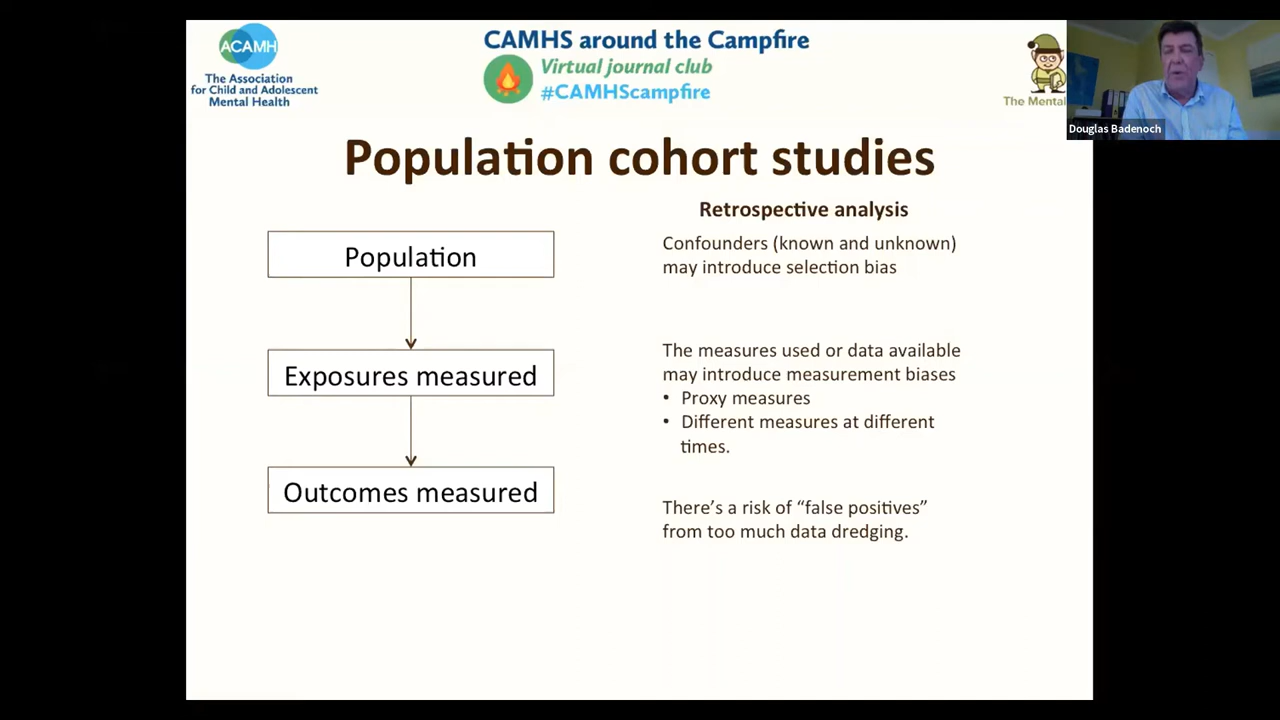 ACAMH
The Association
for Child and Adolescent
Mental Health
CAMHS around the Campfire
Virtual journal club
#CAMHScampfire
The Mental
Douglas Badenoch
Population cohort studies
Population
Exposures measured
Outcomes measured
Retrospective analysis
Confounders (known and unknown)
may introduce selection bias
The measures used or data available
may introduce measurement biases
• Proxy measures
• Different measures at different
times.
There’s a risk of “false positives”
from too much data dredging.